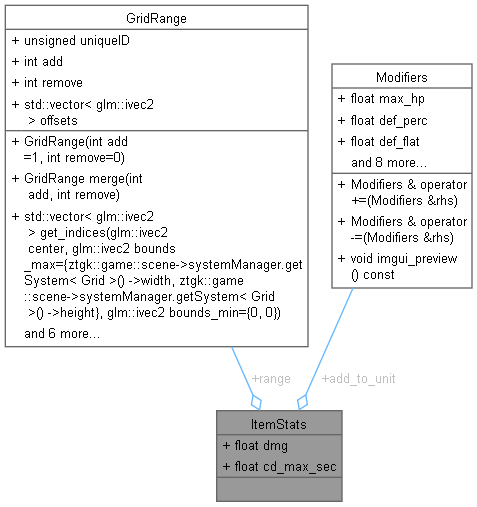 GridRange
+ unsigned uniqueID
+ int add
+ int remove
+ std::vector< glm::ivec2
> offsets
+ GridRange(int add
=1, int remove=0)
+ GridRange merge(int
add, int remove)
+ std::vector< glm::ivec2
> get_indices(glm::ivec2
center, glm::ivec2 bounds
_max={ztgk::game::scene->systemManager.get
System< Grid >() ->width, ztgk::game
::scene->systemManager.getSystem< Grid
>() ->height}, glm::ivec2 bounds_min={0, 0})
and 6 more...
Modifiers
+ float max_hp
+ float def_perc
+ float def_flat
and 8 more...
+ Modifiers & operator
+=(Modifiers &rhs)
+ Modifiers & operator
-=(Modifiers &rhs)
+ void imgui_preview
() const
+range
+add_to_unit
ItemStats
+ float dmg
+ float cd_max_sec